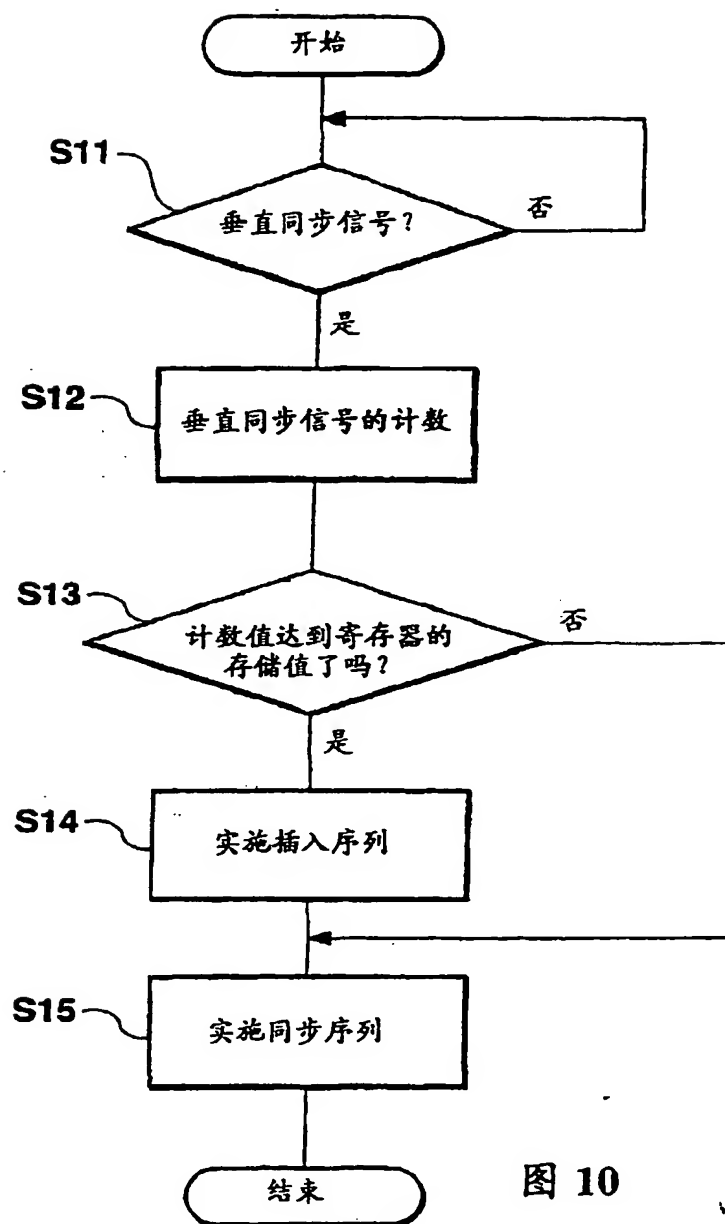 开始
S11
垂直同步信号？
否
是
S12
垂直同步信号的计数
S13
计数值达到寄存器的
存储值了吗？
否
是
S14
实施插入序列
S15
实施同步序列
结束
图 10